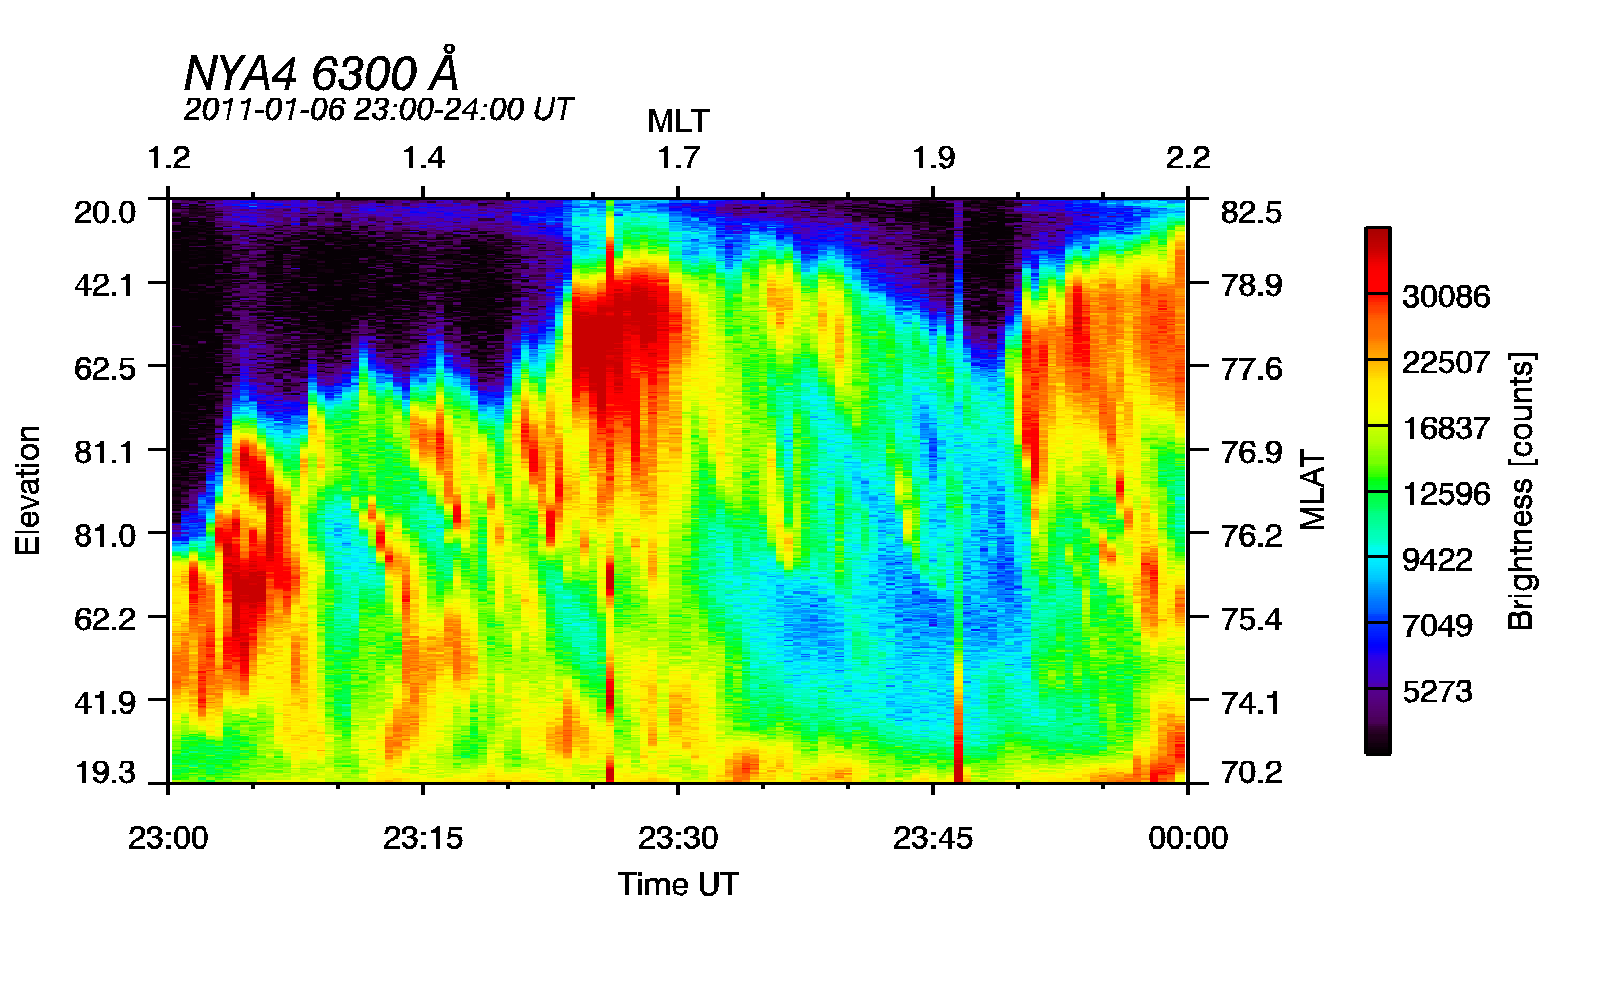 NYA4 6300 Å
2011-01-06 23:00-24:00 UT
MLT
1.2 1.4 1.7 1.9 2.2
20.0
42.1
62.5
81.1
81.0
62.2
41.9
19.3
Elevation
82.5
78.9
77.6
76.9
76.2
75.4
74.1
70.2
MLAT
30086
22507
16837
12596
9422
7049
5273
Brightness [counts]
23:00 23:15 23:30 23:45 00:00
Time UT